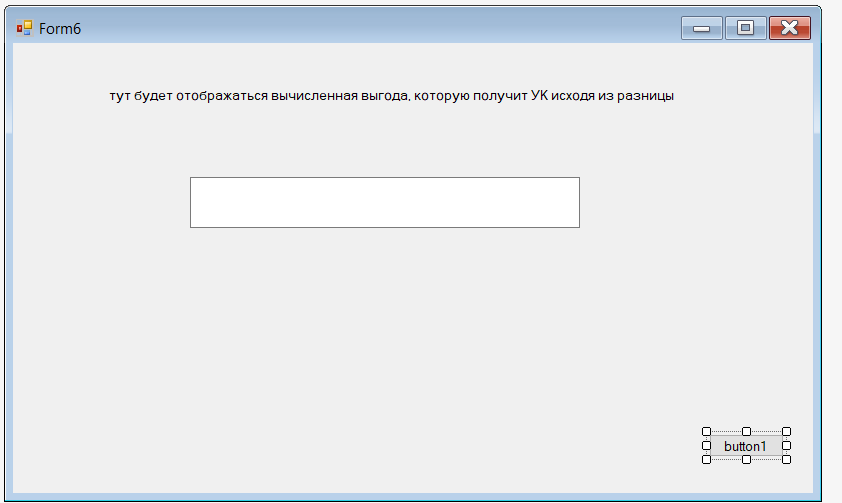 Form6
тут будет отображаться вычисленная выгода, которую получит УК исходя из разницы
button1